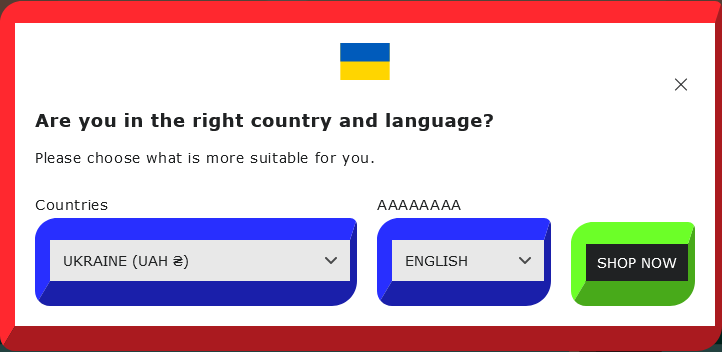 Are you in the right country and language?
Please choose what is more suitable for you.
Countries
AAAAAAAA
UKRAINE (UAH ₴)
ENGLISH
SHOP NOW